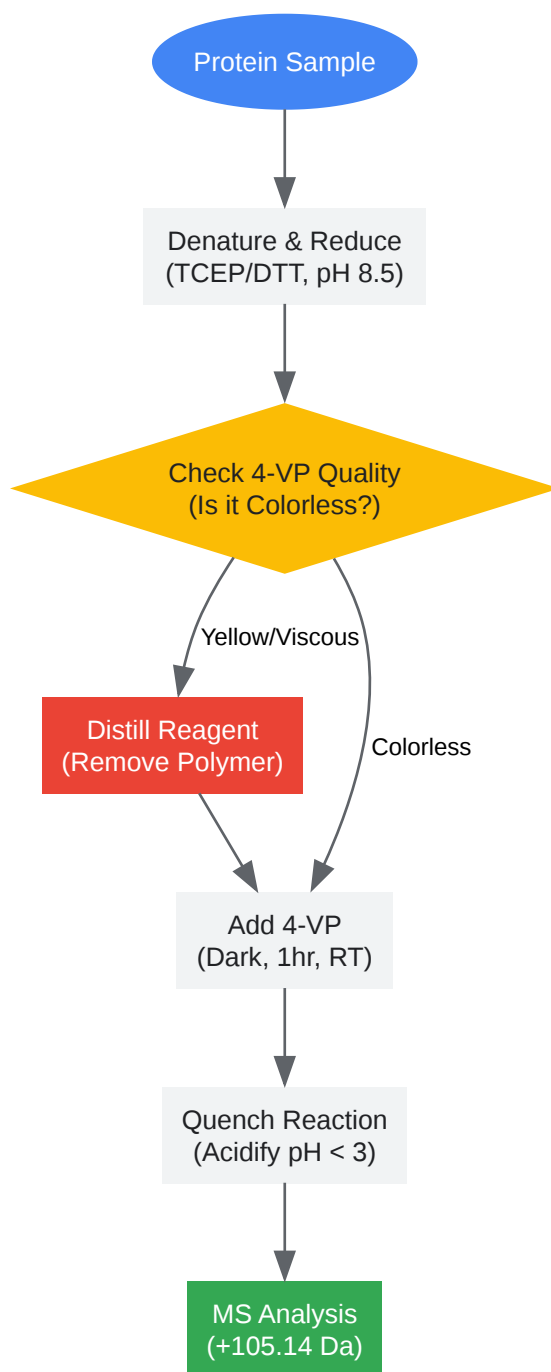 Protein Sample
Denature & Reduce
(TCEP/DTT, pH 8.5)
Check 4-VP Quality
(Is it Colorless?)
Yellow/Viscous
Distill Reagent
(Remove Polymer)
Colorless
Add 4-VP
(Dark, 1hr, RT)
Quench Reaction
(Acidify pH < 3)
MS Analysis
(+105.14 Da)